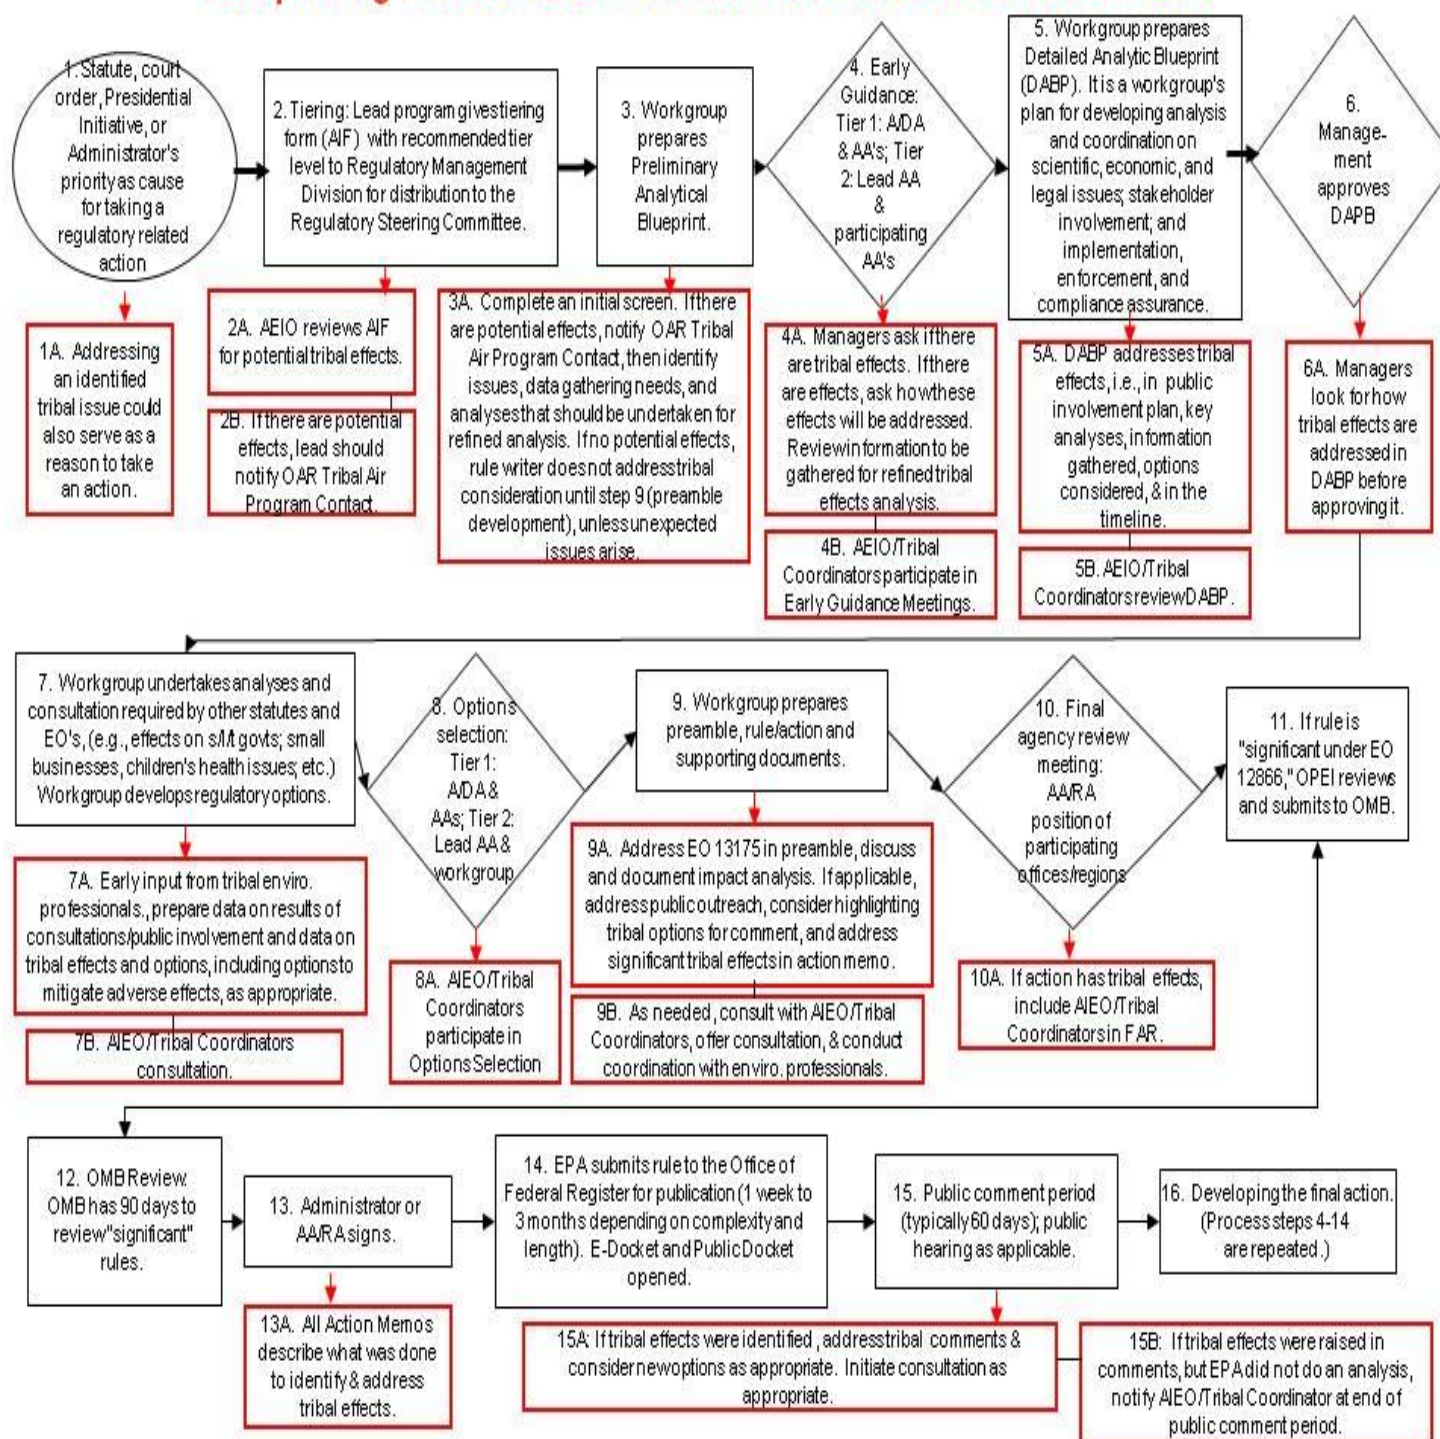 1. Statute, court
order, Presidential
Initiative, or
Administrator's
priority as cause
for taking a
regulatory related
action
2. Tiering: Lead program gives tiering
form (AIF) with recommended tier
level to Regulatory Management
Division for distribution to the
Regulatory Steering Committee.
3. Workgroup
prepares
Preliminary
Analytical
Blueprint.
4. Early
Guidance:
Tier 1: A/DA
& AA's; Tier
2: Lead AA
&
participating
AA's
5. Workgroup prepares
Detailed Analytic Blueprint
(DABP). It is a workgroup's
plan for developing analysis
and coordination on
scientific, economic, and
legal issues; stakeholder
involvement; and
implementation,
enforcement, and
compliance assurance.
6.
Manage-
ment
approves
DAPB
1A. Addressing
an identified
tribal issue could
also serve as a
reason to take
an action.
2A. AEIO reviews AIF
for potential tribal effects.
2B. If there are potential
effects, lead should
notify OAR Tribal Air
Program Contact.
3A. Complete an initial screen. If there
are potential effects, notify OAR Tribal
Air Program Contact, then identify
issues, data gathering needs, and
analyses that should be undertaken for
refined analysis. If no potential effects,
rule writer does not address tribal
consideration until step 9 (preamble
development), unless unexpected
issues arise.
4A. Managers ask if there
are tribal effects. If there
are effects, ask how these
effects will be addressed.
Review information to be
gathered for refined tribal
effects analysis.
4B. AEIO/Tribal
Coordinators participate in
Early Guidance Meetings.
5A. DABP addresses tribal
effects, i.e., in public
involvement plan, key
analyses, information
gathered, options
considered, & in the
timeline.
5B. AEIO/Tribal
Coordinators review DABP.
6A. Managers
look for how
tribal effects are
addressed in
DABP before
approving it.
7. Workgroup undertakes analyses and
consultation required by other statutes and
EO's, (e.g., effects on s/l/t govts; small
businesses, children's health issues; etc.)
Workgroup develops regulatory options.
8. Options
selection:
Tier 1:
A/DA &
AAs; Tier 2:
Lead AA &
workgroup
9. Workgroup prepares
preamble, rule/action and
supporting documents.
10. Final
agency review
meeting:
AA/RA
position of
participating
offices/regions
11. If rule is
"significant under EO
12866," OPEI reviews
and submits to OMB.
7A. Early input from tribal enviro.
professionals., prepare data on results of
consultations/public involvement and data on
tribal effects and options, including options to
mitigate adverse effects, as appropriate.
7B. AIEO/Tribal Coordinators
consultation.
8A. AIEO/Tribal
Coordinators
participate in
Options Selection
9A. Address EO 13175 in preamble, discuss
and document impact analysis. If applicable,
address public outreach, consider highlighting
tribal options for comment, and address
significant tribal effects in action memo.
9B. As needed, consult with AIEO/Tribal
Coordinators, offer consultation, & conduct
coordination with enviro. professionals.
10A. If action has tribal effects,
include AIEO/Tribal
Coordinators in FAR.
12. OMB Review.
OMB has 90 days to
review "significant"
rules.
13. Administrator or
AA/RA signs.
14. EPA submits rule to the Office of
Federal Register for publication (1 week to
3 months depending on complexity and
length). E-Docket and Public Docket
opened.
15. Public comment period
(typically 60 days); public
hearing as applicable.
16. Developing the final action.
(Process steps 4-14
are repeated.)
13A. All Action Memos
describe what was done
to identify & address
tribal effects.
15A: If tribal effects were identified, address tribal comments &
consider new options as appropriate. Initiate consultation as
appropriate.
15B: If tribal effects were raised in
comments, but EPA did not do an analysis,
notify AIEO/Tribal Coordinator at end of
public comment period.